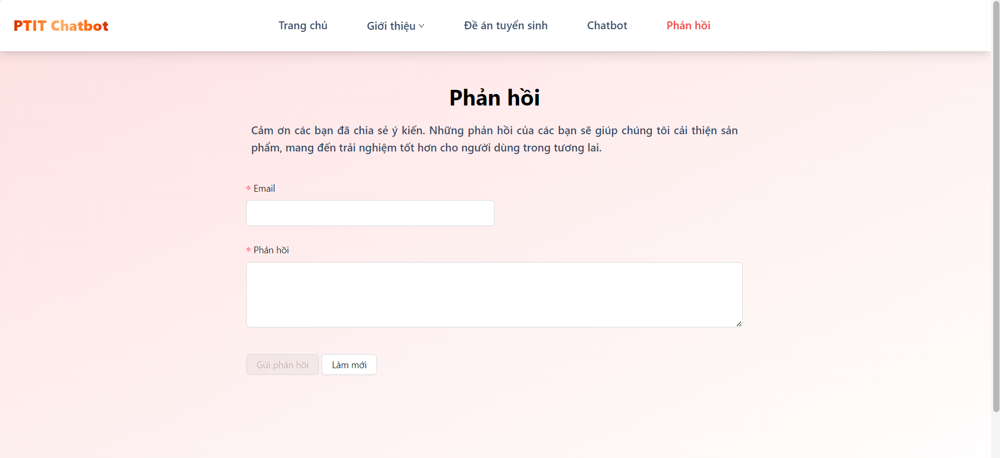 PTIT Chatbot
Trang chủ
Giới thiệu
Đề án tuyển sinh
Chatbot
Phản hồi
Phản hồi
Cảm ơn các bạn đã chia sẻ ý kiến. Những phản hồi của các bạn sẽ giúp chúng tôi cải thiện sản
phẩm, mang đến trải nghiệm tốt hơn cho người dùng trong tương lai.
* Email
* Phản hồi
Gửi phản hồi
Làm mới